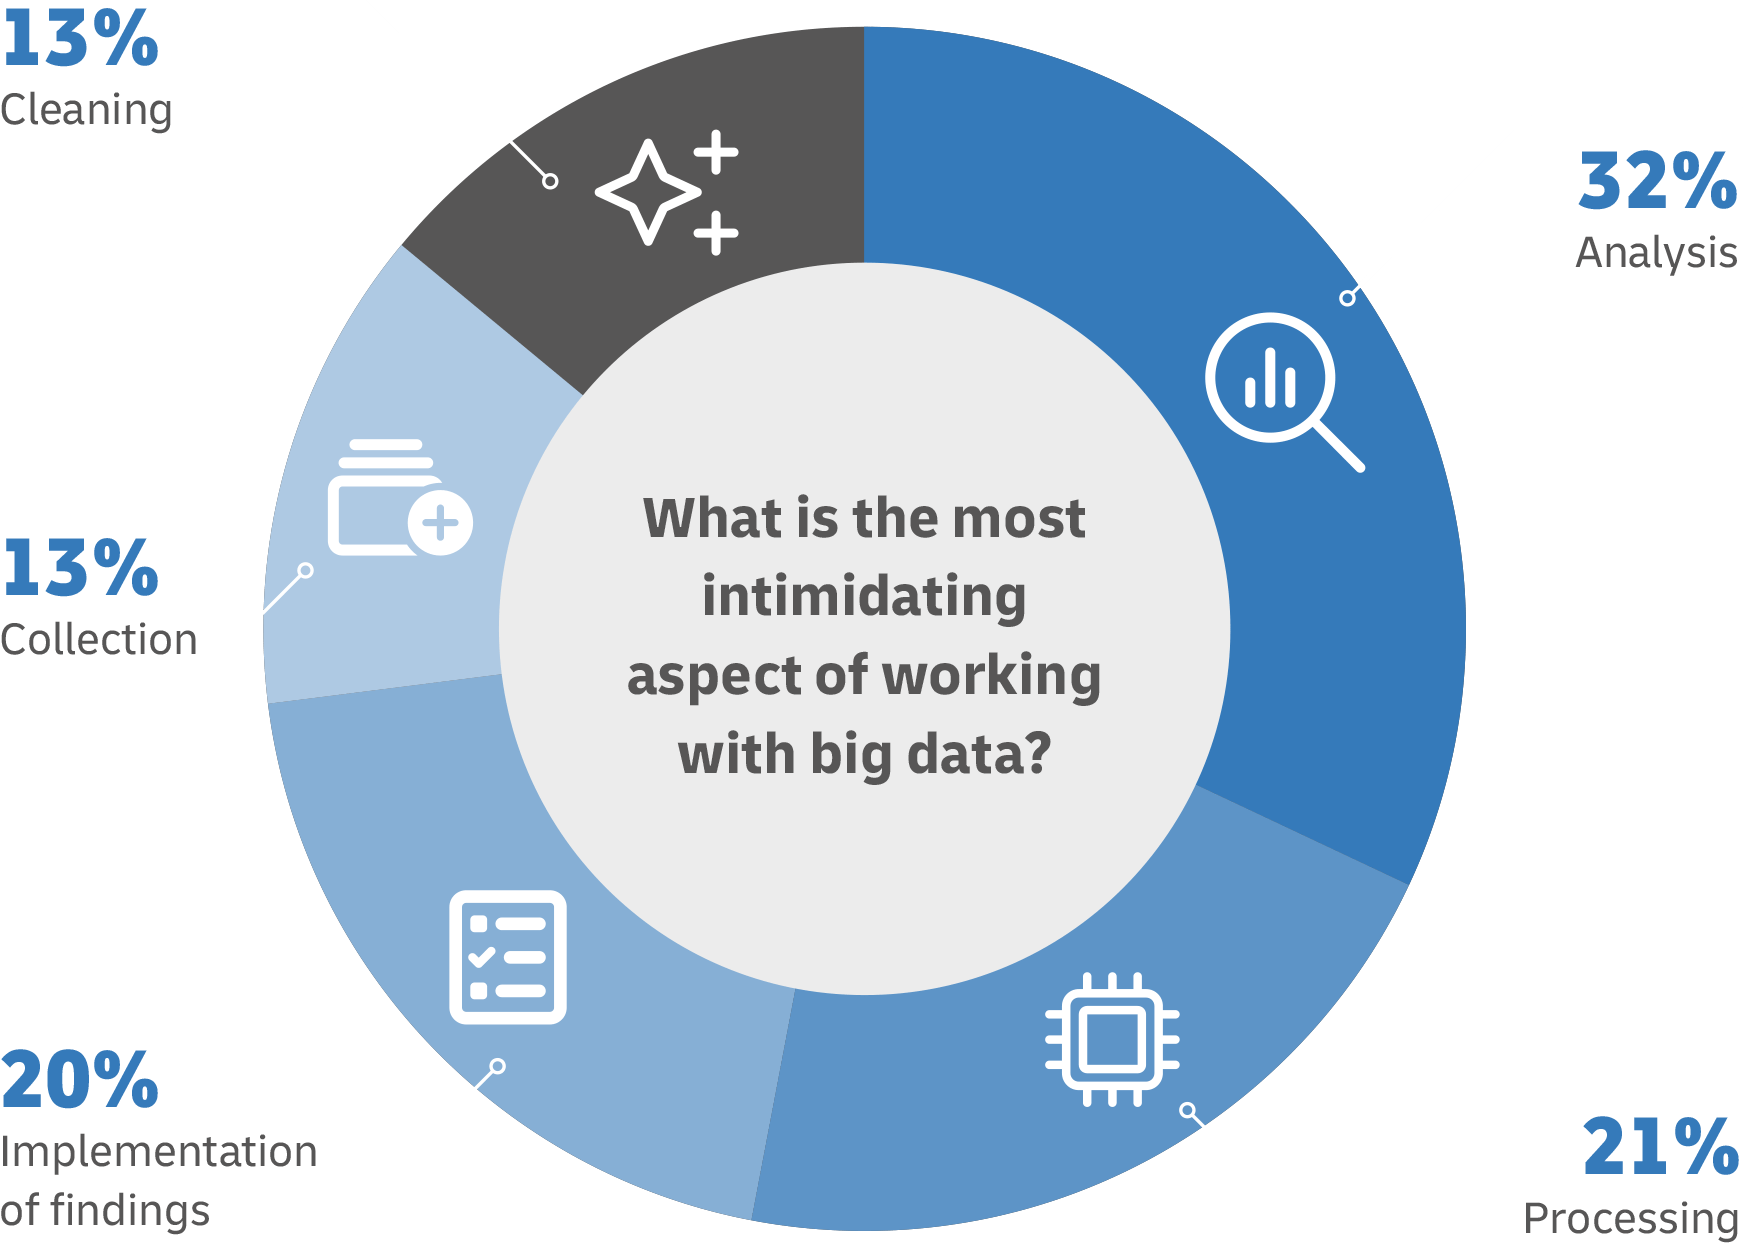 13%
Cleaning
32%
Analysis
What is the most
intimidating
aspect of working
with big data?
13%
Collection
20%
Implementation
of findings
21%
Processing